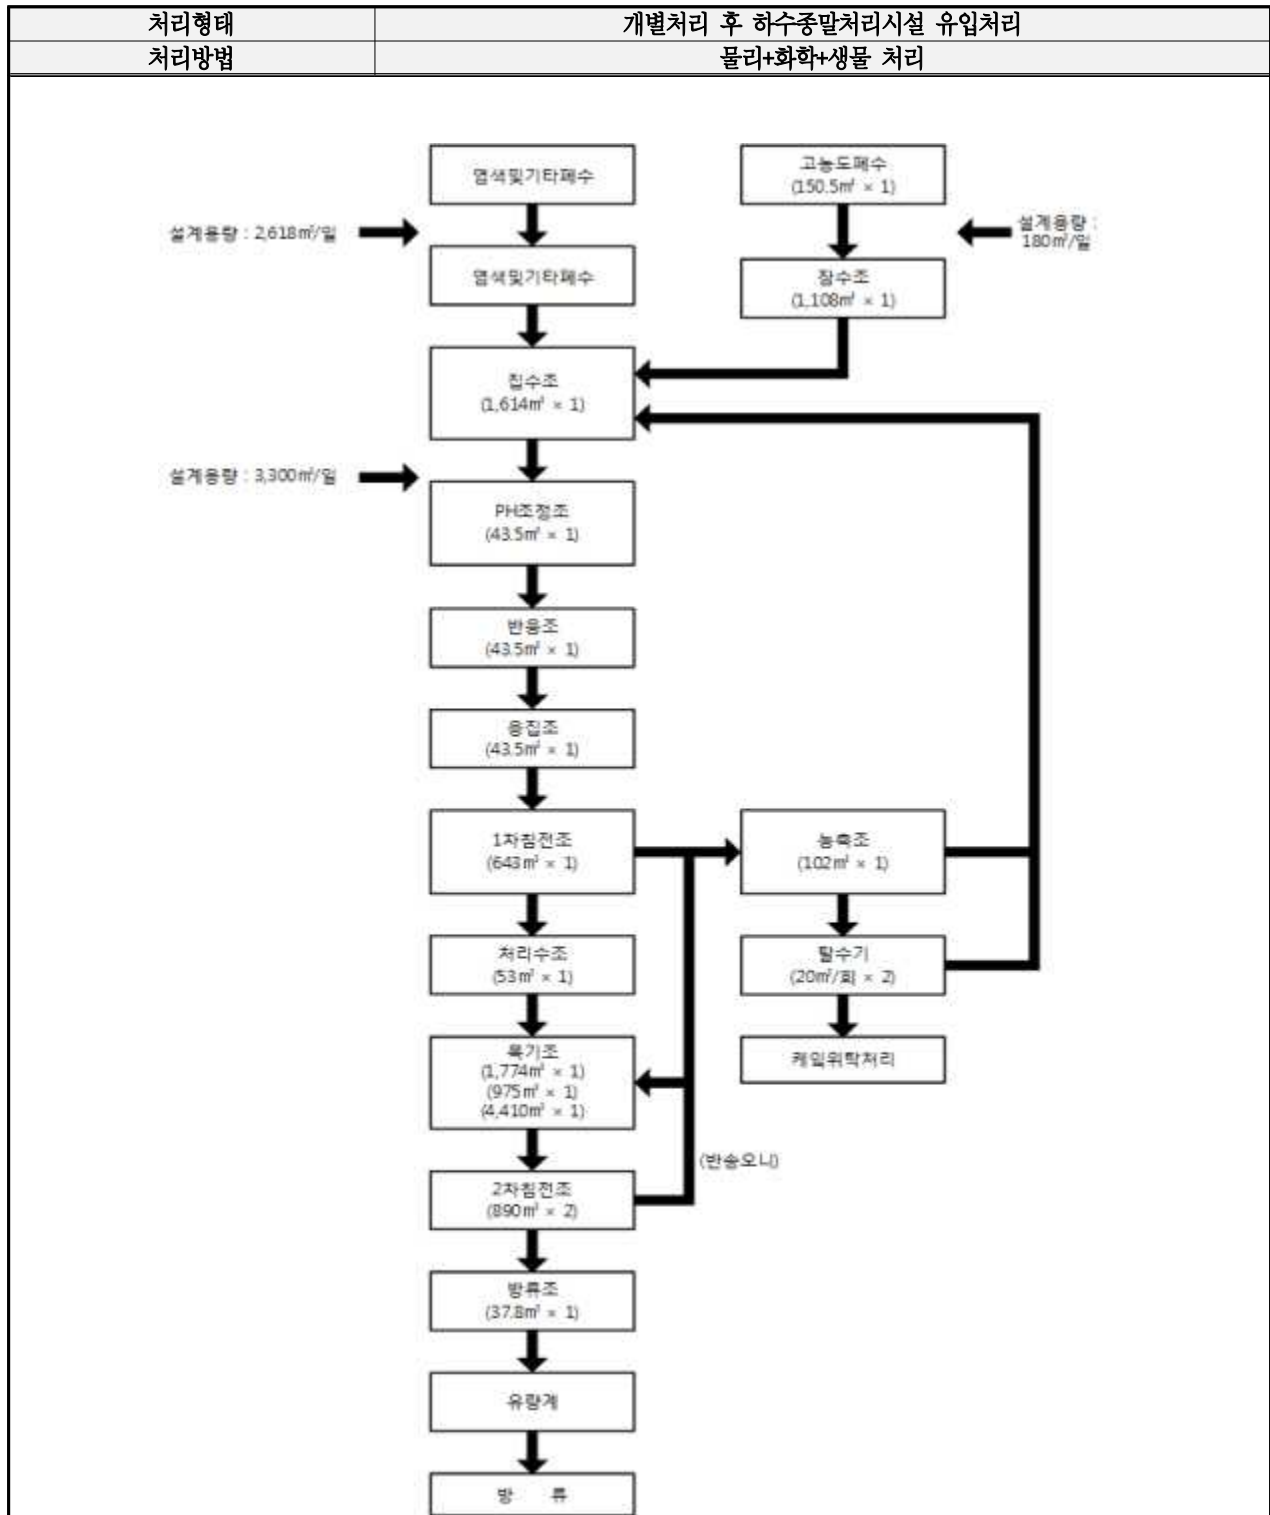 처리형태 개별처리 후 하수종말처리시설 유입처리
처리방법 물리+화학+생물 처리
염색및기타폐수
고농도폐수
(150.5㎥ × 1)
설계용량 : 2,618㎥/일
설계용량 :
180㎥/일
염색및기타폐수
잠수조
(1,108㎥ × 1)
집수조
(1,614㎥ × 1)
설계용량 : 3,300㎥/일
PH조정조
(43.5㎥ × 1)
반응조
(43.5㎥ × 1)
응집조
(43.5㎥ × 1)
1차침전조
(643㎥ × 1)
농축조
(102㎥ × 1)
처리수조
(53㎥ × 1)
탈수기
(20㎥/회 × 2)
폭기조
(1,774㎥ × 1)
(975㎥ × 1)
(4,410㎥ × 1)
케익위탁처리
(반송오니)
2차침전조
(890㎥ × 2)
방류조
(37.8㎥ × 1)
유량계
방 류